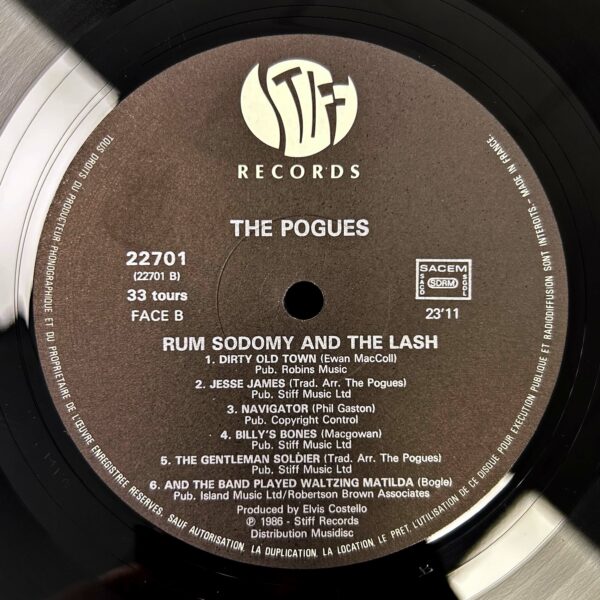 STIFF
RECORDS
THE POGUES
22701
(22701 B)
33 tours
FACE B
SACEM
SACD SDRM SGDL
23'11
RUM SODOMY AND THE LASH
1. DIRTY OLD TOWN (Ewan MacColl)
Pub. Robins Music
2. JESSE JAMES (Trad. Arr. The Pogues)
Pub. Stiff Music Ltd
3. NAVIGATOR (Phil Gaston)
Pub. Copyright Control
4. BILLY'S BONES (Macgowan)
Pub. Stiff Music Ltd
5. THE GENTLEMAN SOLDIER (Trad. Arr. The Pogues)
Pub. Stiff Music Ltd
6. AND THE BAND PLAYED WALTZING MATILDA (Bogle)
Pub. Island Music Ltd/Robertson Brown Associates
Produced by Elvis Costello
℗ 1986 - Stiff Records
Distribution Musidisc
TOUS DROITS DU PRODUCTEUR PHONOGRAPHIQUE ET DU PROPRIETAIRE DE L'ŒUVRE ENREGISTREE RESERVES. SAUF AUTORISATION, LA DUPLICATION, LA LOCATION, LE PRET, L'UTILISATION DE CE DISQUE POUR EXECUTION PUBLIQUE ET RADIODIFFUSION SONT INTERDITS - MADE IN FRANCE.